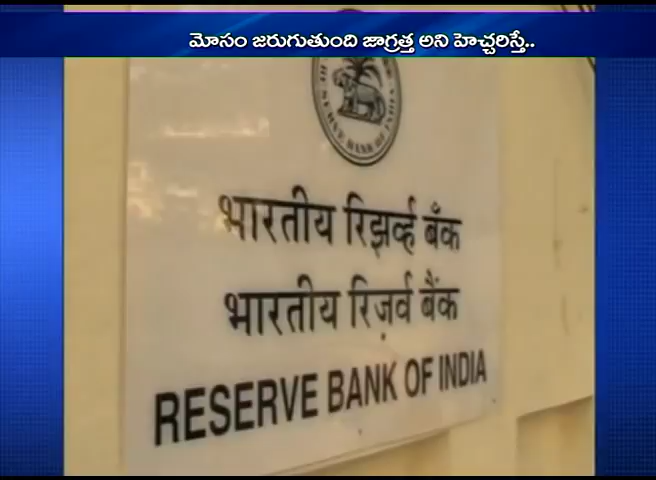 మోసం జరుగుతుంది జాగ్రత్త అని హెచ్చరిస్తే..
भारतीय रिझर्व्ह बँक
भारतीय रिज़र्व बैंक
RESERVE BANK OF INDIA